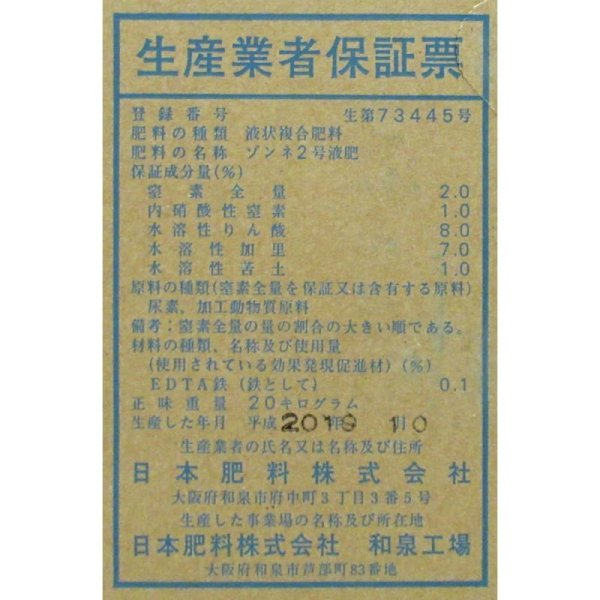 生産業者保証票
登録番号 生第73445号
肥料の種類 液状複合肥料
肥料の名称 ゾンネ2号液肥
保証成分量(%)
窒素全量 2.0
内硝酸性窒素 1.0
水溶性りん酸 8.0
水溶性加里 7.0
水溶性苦土 1.0
原料の種類(窒素全量を保証又は含有する原料)
尿素、加工動物質原料
備考:窒素全量の量の割合の大きい順である。
材料の種類、名称及び使用量
(使用されている効果発現促進材)(%)
EDTA鉄(鉄として) 0.1
正味重量 20キログラム
生産した年月 平成 2019 年 10 月
生産業者の氏名又は名称及び住所
日本肥料株式会社
大阪府和泉市府中町3丁目3番5号
生産した事業場の名称及び所在地
日本肥料株式会社 和泉工場
大阪府和泉市芦部町83番地